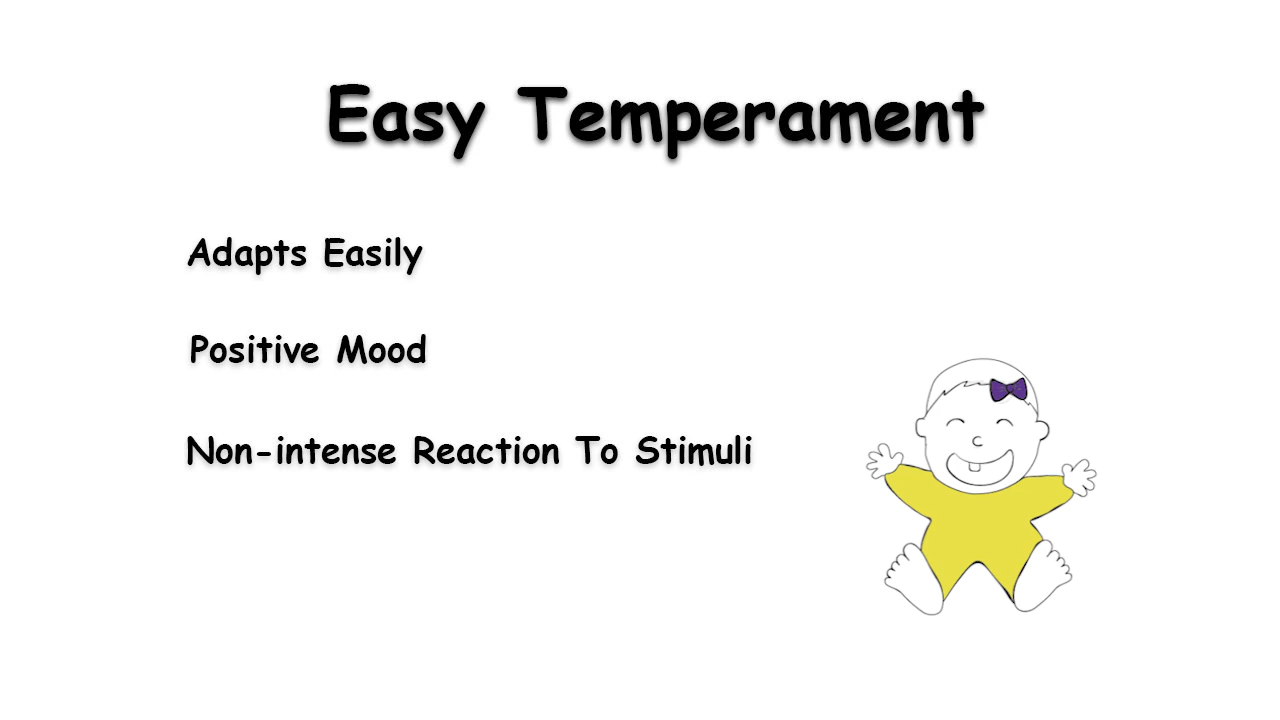 Easy Temperament
Adapts Easily
Positive Mood
Non-intense Reaction To Stimuli